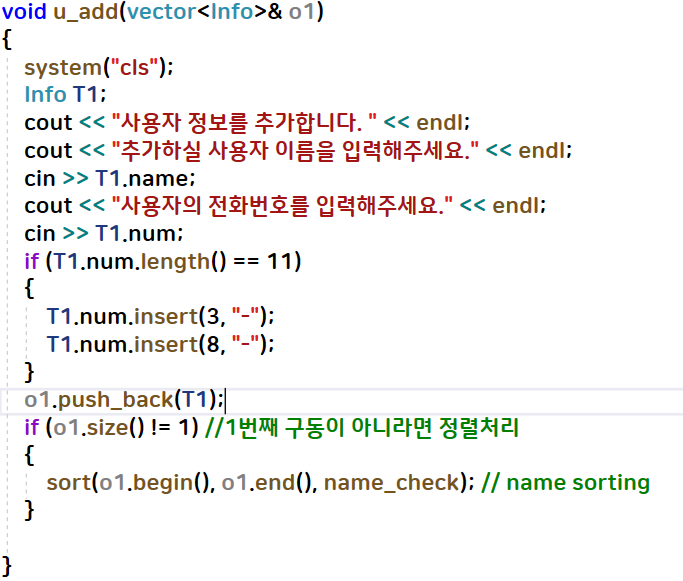 void u_add(vector<Info>& o1)
{
system("cls");
Info T1;
cout << "사용자 정보를 추가합니다. " << endl;
cout << "추가하실 사용자 이름을 입력해주세요." << endl;
cin >> T1.name;
cout << "사용자의 전화번호를 입력해주세요." << endl;
cin >> T1.num;
if (T1.num.length() == 11)
{
T1.num.insert(3, "-");
T1.num.insert(8, "-");
}
o1.push_back(T1);
if (o1.size() != 1) //1번째 구동이 아니라면 정렬처리
{
sort(o1.begin(), o1.end(), name_check); // name sorting
}
}